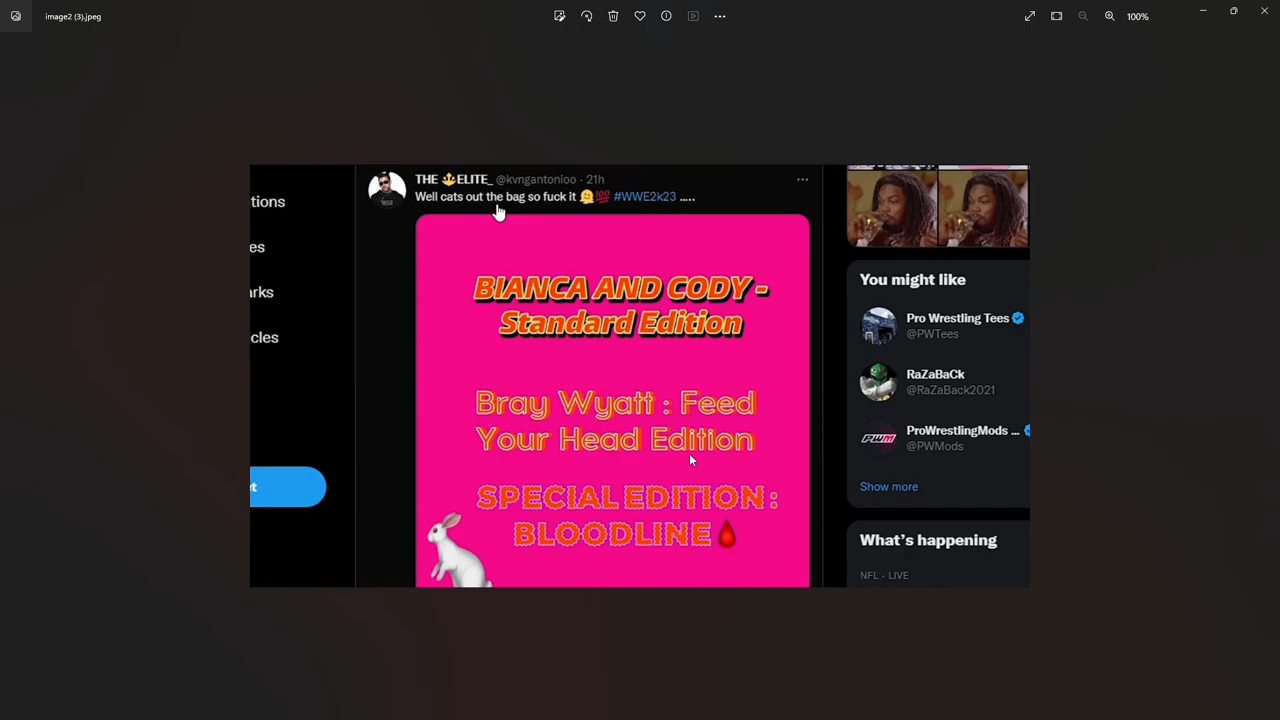 image2 (3).jpeg
100%
THE 🔱ELITE_ @kvngantonioo · 21h
Well cats out the bag so fuck it 🫠💯 #WWE2k23 .....
tions
es
rks
cles
et
BIANCA AND CODY -
Standard Edition
Bray Wyatt : Feed
Your Head Edition
SPECIAL EDITION :
BLOODLINE🩸
You might like
Pro Wrestling Tees
@PWTees
RaZaBaCk
@RaZaBack2021
PWM
ProWrestlingMods ...
@PWMods
Show more
What's happening
NFL · LIVE